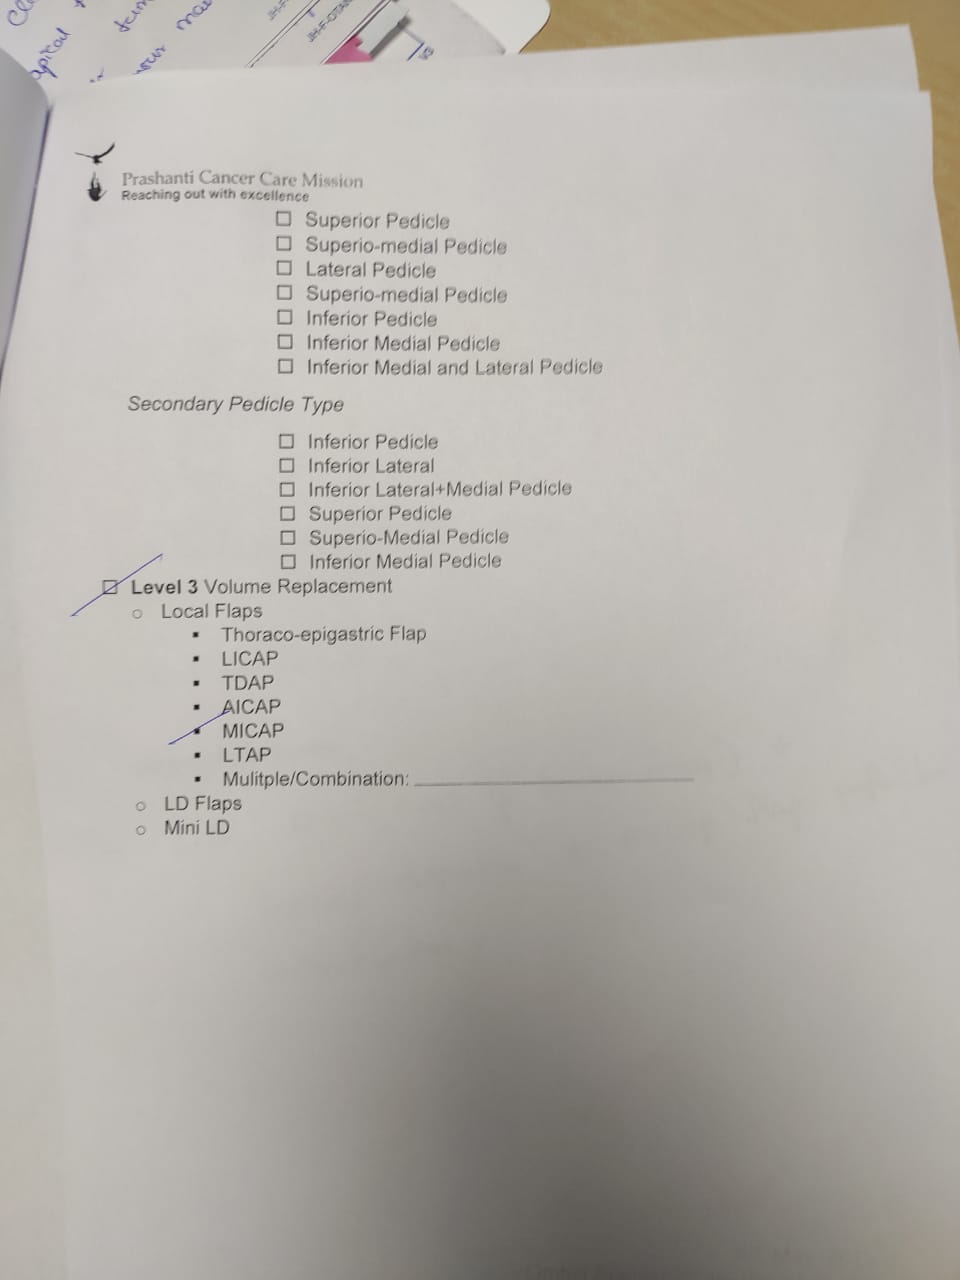 JIH-F-OTAN
Prashanti Cancer Care Mission
Reaching out with excellence
☐ Superior Pedicle
☐ Superio-medial Pedicle
☐ Lateral Pedicle
☐ Superio-medial Pedicle
☐ Inferior Pedicle
☐ Inferior Medial Pedicle
☐ Inferior Medial and Lateral Pedicle
Secondary Pedicle Type
☐ Inferior Pedicle
☐ Inferior Lateral
☐ Inferior Lateral+Medial Pedicle
☐ Superior Pedicle
☐ Superio-Medial Pedicle
☐ Inferior Medial Pedicle
☐ Level 3 Volume Replacement
○ Local Flaps
▪ Thoraco-epigastric Flap
▪ LICAP
▪ TDAP
▪ AICAP
▪ MICAP
▪ LTAP
▪ Mulitple/Combination: ____________
○ LD Flaps
○ Mini LD